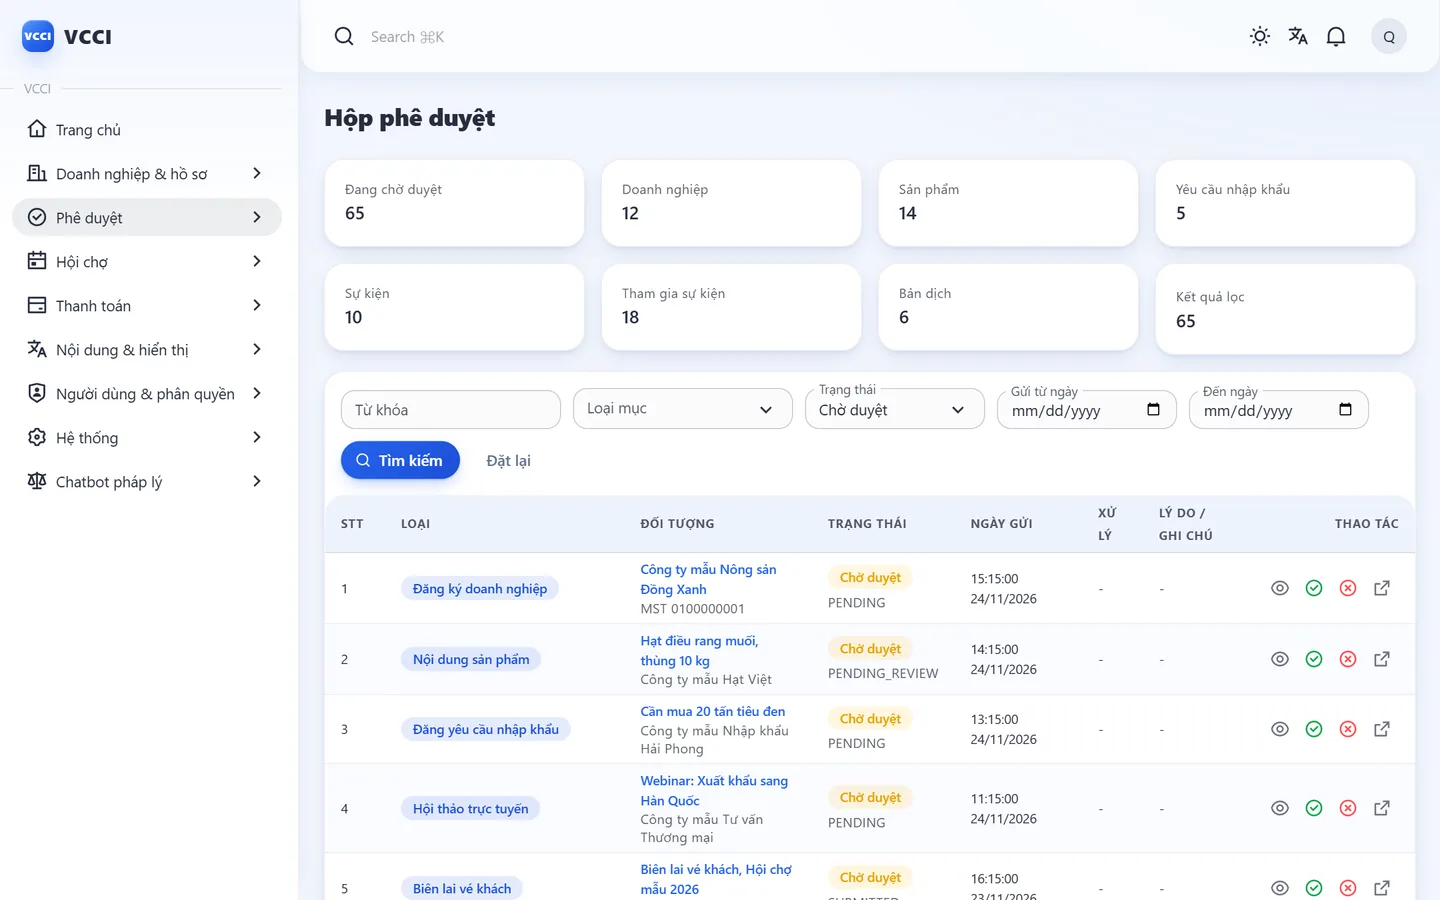 VCCI VCCI
Search ⌘K
Q
VCCI
Trang chủ
Doanh nghiệp & hồ sơ
Phê duyệt
Hội chợ
Thanh toán
Nội dung & hiển thị
Người dùng & phân quyền
Hệ thống
Chatbot pháp lý
Hộp phê duyệt
Đang chờ duyệt
65
Doanh nghiệp
12
Sản phẩm
14
Yêu cầu nhập khẩu
5
Sự kiện
10
Tham gia sự kiện
18
Bản dịch
6
Kết quả lọc
65
Từ khóa
Loại mục
Trạng thái
Chờ duyệt
Gửi từ ngày
mm/dd/yyyy
Đến ngày
mm/dd/yyyy
Tìm kiếm
Đặt lại
STT
LOẠI
ĐỐI TƯỢNG
TRẠNG THÁI
NGÀY GỬI
XỬ
LÝ
LÝ DO /
GHI CHÚ
THAO TÁC
1
Đăng ký doanh nghiệp
Công ty mẫu Nông sản
Đồng Xanh
MST 0100000001
Chờ duyệt
PENDING
15:15:00
24/11/2026
-
-
2
Nội dung sản phẩm
Hạt điều rang muối,
thùng 10 kg
Công ty mẫu Hạt Việt
Chờ duyệt
PENDING_REVIEW
14:15:00
24/11/2026
-
-
3
Đăng yêu cầu nhập khẩu
Cần mua 20 tấn tiêu đen
Công ty mẫu Nhập khẩu
Hải Phong
Chờ duyệt
PENDING
13:15:00
24/11/2026
-
-
4
Hội thảo trực tuyến
Webinar: Xuất khẩu sang
Hàn Quốc
Công ty mẫu Tư vấn
Thương mại
Chờ duyệt
PENDING
11:15:00
24/11/2026
-
-
5
Biên lai vé khách
Biên lai vé khách, Hội chợ
mẫu 2026
Chờ duyệt
SUBMITTED
16:15:00
23/11/2026
-
-